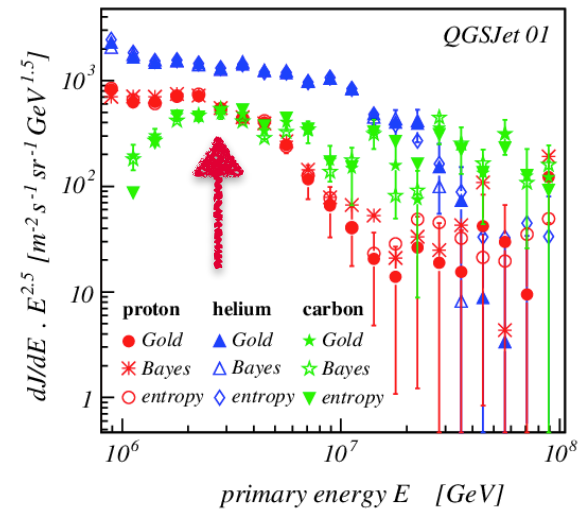 QGSJet 01
dJ/dE . E^2.5 [m^-2 s^-1 sr^-1 GeV^1.5]
10^3
10^2
10
1
proton helium carbon
Gold Gold Gold
Bayes Bayes Bayes
entropy entropy entropy
10^6 10^7 10^8
primary energy E [GeV]